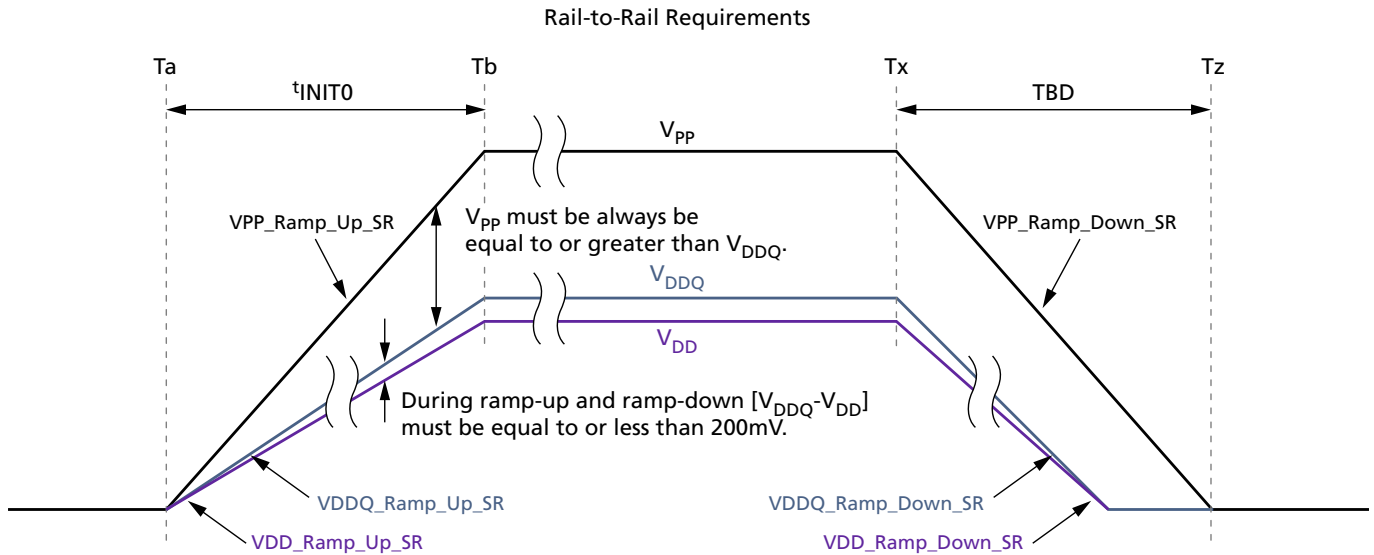 Rail-to-Rail Requirements
Ta
Tb
Tx
Tz
tINIT0
TBD
VPP
VPP_Ramp_Up_SR
VPP must be always be
equal to or greater than VDDQ.
VPP_Ramp_Down_SR
VDDQ
VDD
During ramp-up and ramp-down [VDDQ-VDD]
must be equal to or less than 200mV.
VDDQ_Ramp_Up_SR
VDDQ_Ramp_Down_SR
VDD_Ramp_Up_SR
VDD_Ramp_Down_SR